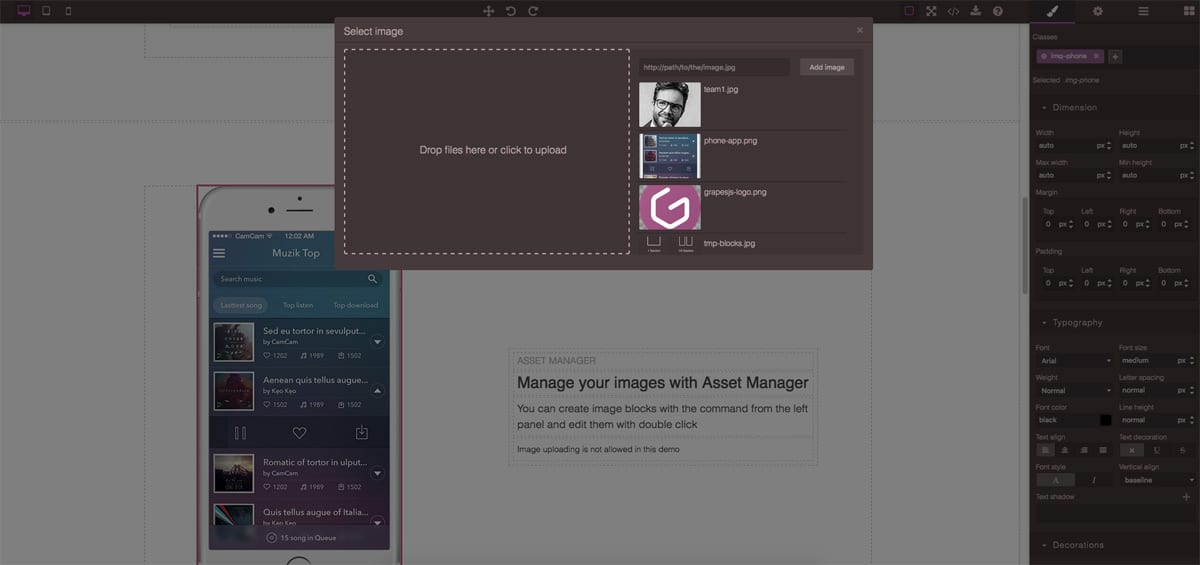 Select image
×
Drop files here or click to upload
http://path/to/the/image.jpg
Add image
team1.jpg
phone-app.png
grapesjs-logo.png
tmp-blocks.jpg
CamCam
12:02 AM
Muzik Top
Search music
Lastest song
Top listen
Top download
Sed eu tortor in sevulput...
by CamCam
1202 1989 1502
Aenean quis tellus augue...
by Keo Keo
1502 1202 1502
Romatic of tortor in ulput...
by CamCam
1202 1989 1502
Quis tellus augue of Italia...
by Keo Keo
15 song in Queue
ASSET MANAGER
Manage your images with Asset Manager
You can create image blocks with the command from the left
panel and edit them with double click
Image uploading is not allowed in this demo
Classes
img-phone ×
+
Selected .img-phone
Dimension
Width Height
auto px auto px
Max width Min height
auto px auto px
Margin
Top Left Right Bottom
0 px 0 px 0 px 0 px
Padding
Top Left Right Bottom
0 px 0 px 0 px 0 px
Typography
Font Font size
Arial medium px
Weight Letter spacing
Normal normal px
Font color Line height
black normal px
Text align Text decoration
× U S
Font style Vertical align
A I baseline
Text shadow
+
Decorations